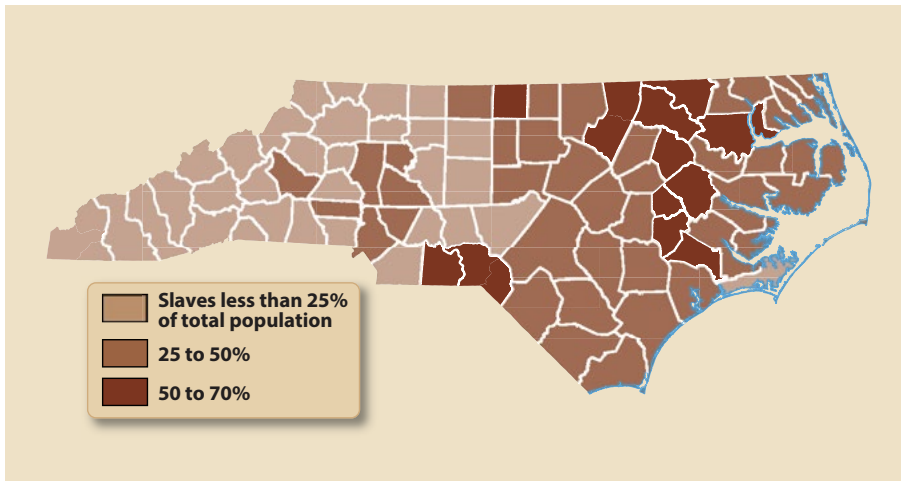 Slaves less than 25%
of total population
25 to 50%
50 to 70%